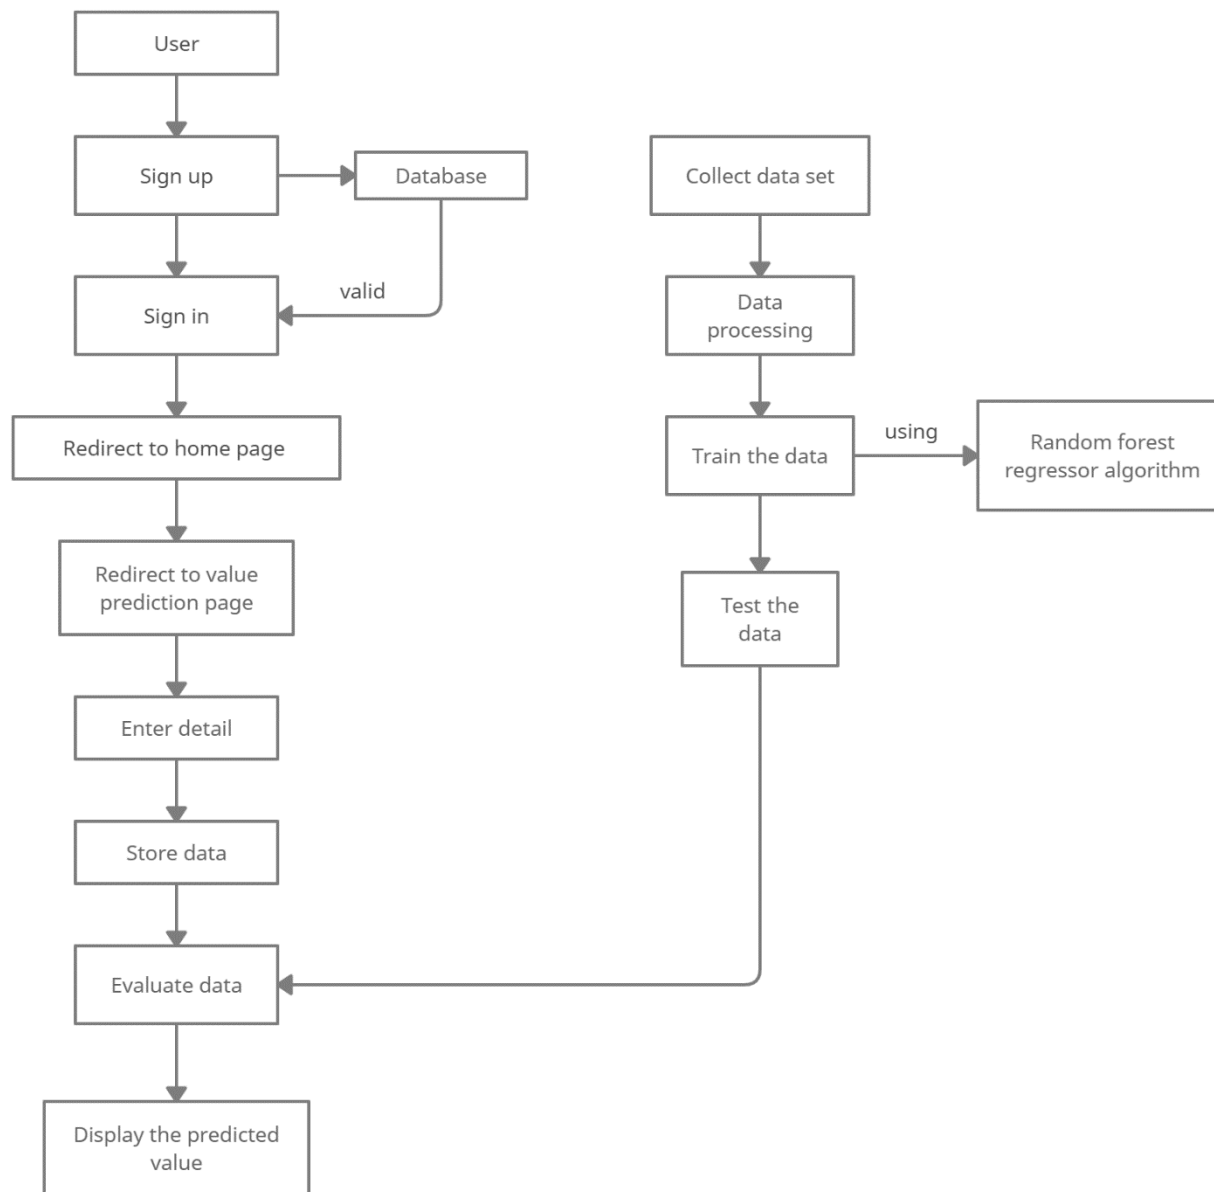 User
Sign up
Database
Collect data set
valid
Sign in
Data
processing
using
Redirect to home page
Train the data
Random forest
regressor algorithm
Redirect to value
prediction page
Test the
data
Enter detail
Store data
Evaluate data
Display the predicted
value